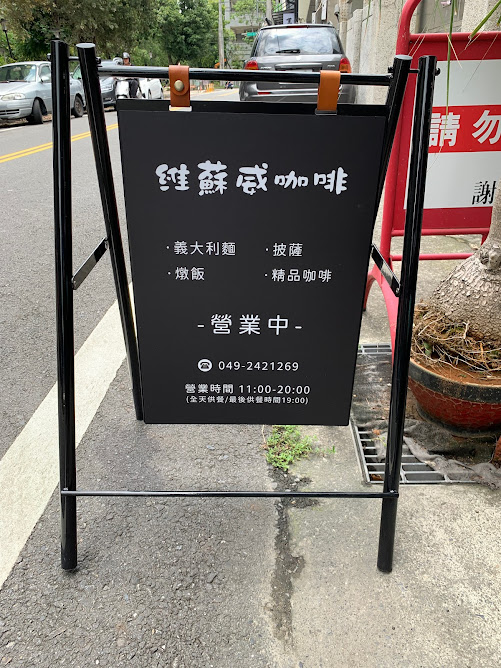 維蘇威咖啡
·義大利麵 ·披薩
·燉飯 ·精品咖啡
-營業中-
☎ 049-2421269
營業時間 11:00-20:00
(全天供餐/最後供餐時間19:00)
請勿
謝